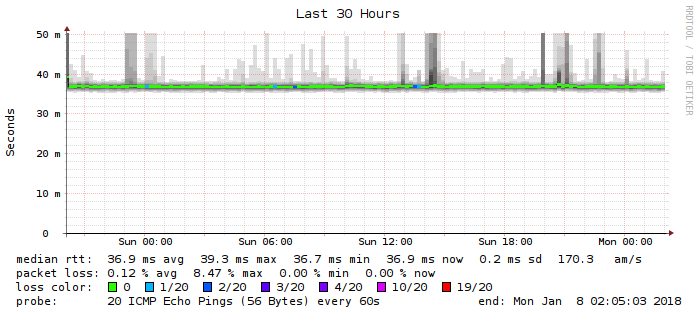 Last 30 Hours
RRDTOOL / TOBI OETIKER
Seconds
50 m
40 m
30 m
20 m
10 m
0
Sun 00:00 Sun 06:00 Sun 12:00 Sun 18:00 Mon 00:00
median rtt: 36.9 ms avg 39.3 ms max 36.7 ms min 36.9 ms now 0.2 ms sd 170.3 am/s
packet loss: 0.12 % avg 8.47 % max 0.00 % min 0.00 % now
loss color: 0 1/20 2/20 3/20 4/20 10/20 19/20
probe: 20 ICMP Echo Pings (56 Bytes) every 60s end: Mon Jan 8 02:05:03 2018